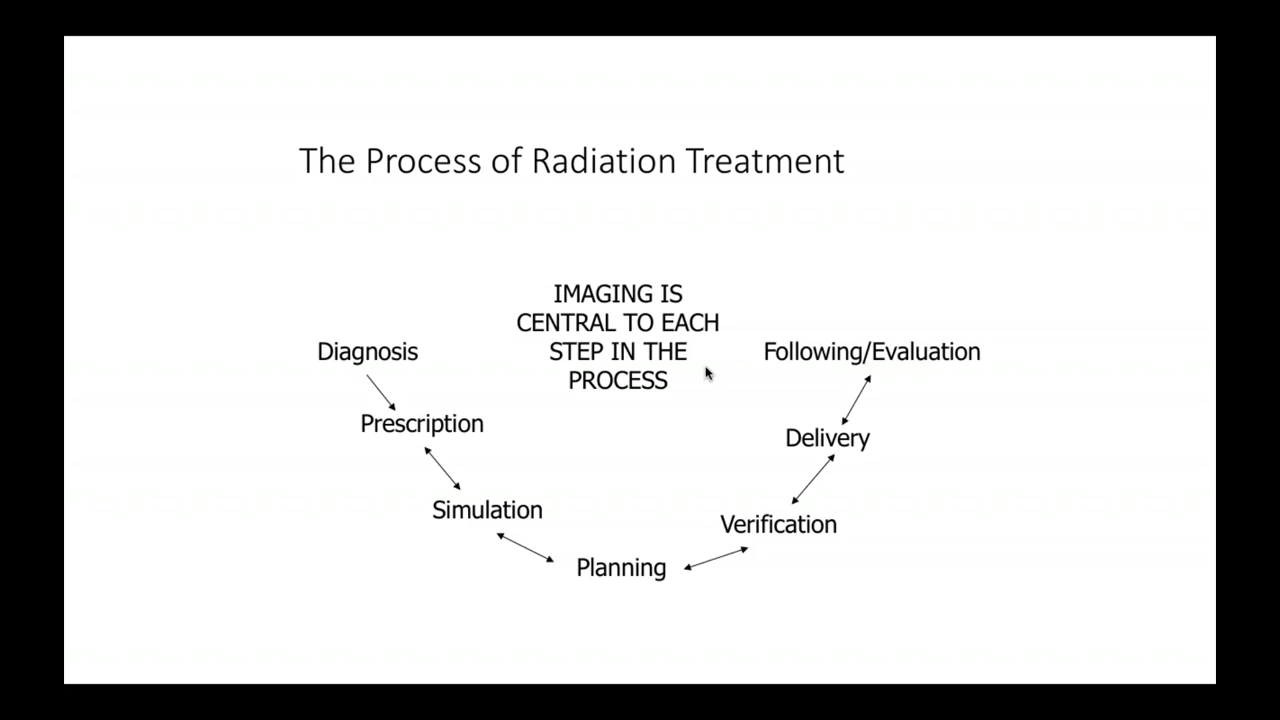 The Process of Radiation Treatment
IMAGING IS
CENTRAL TO EACH
STEP IN THE
PROCESS
Diagnosis
Following/Evaluation
Prescription
Delivery
Simulation
Verification
Planning